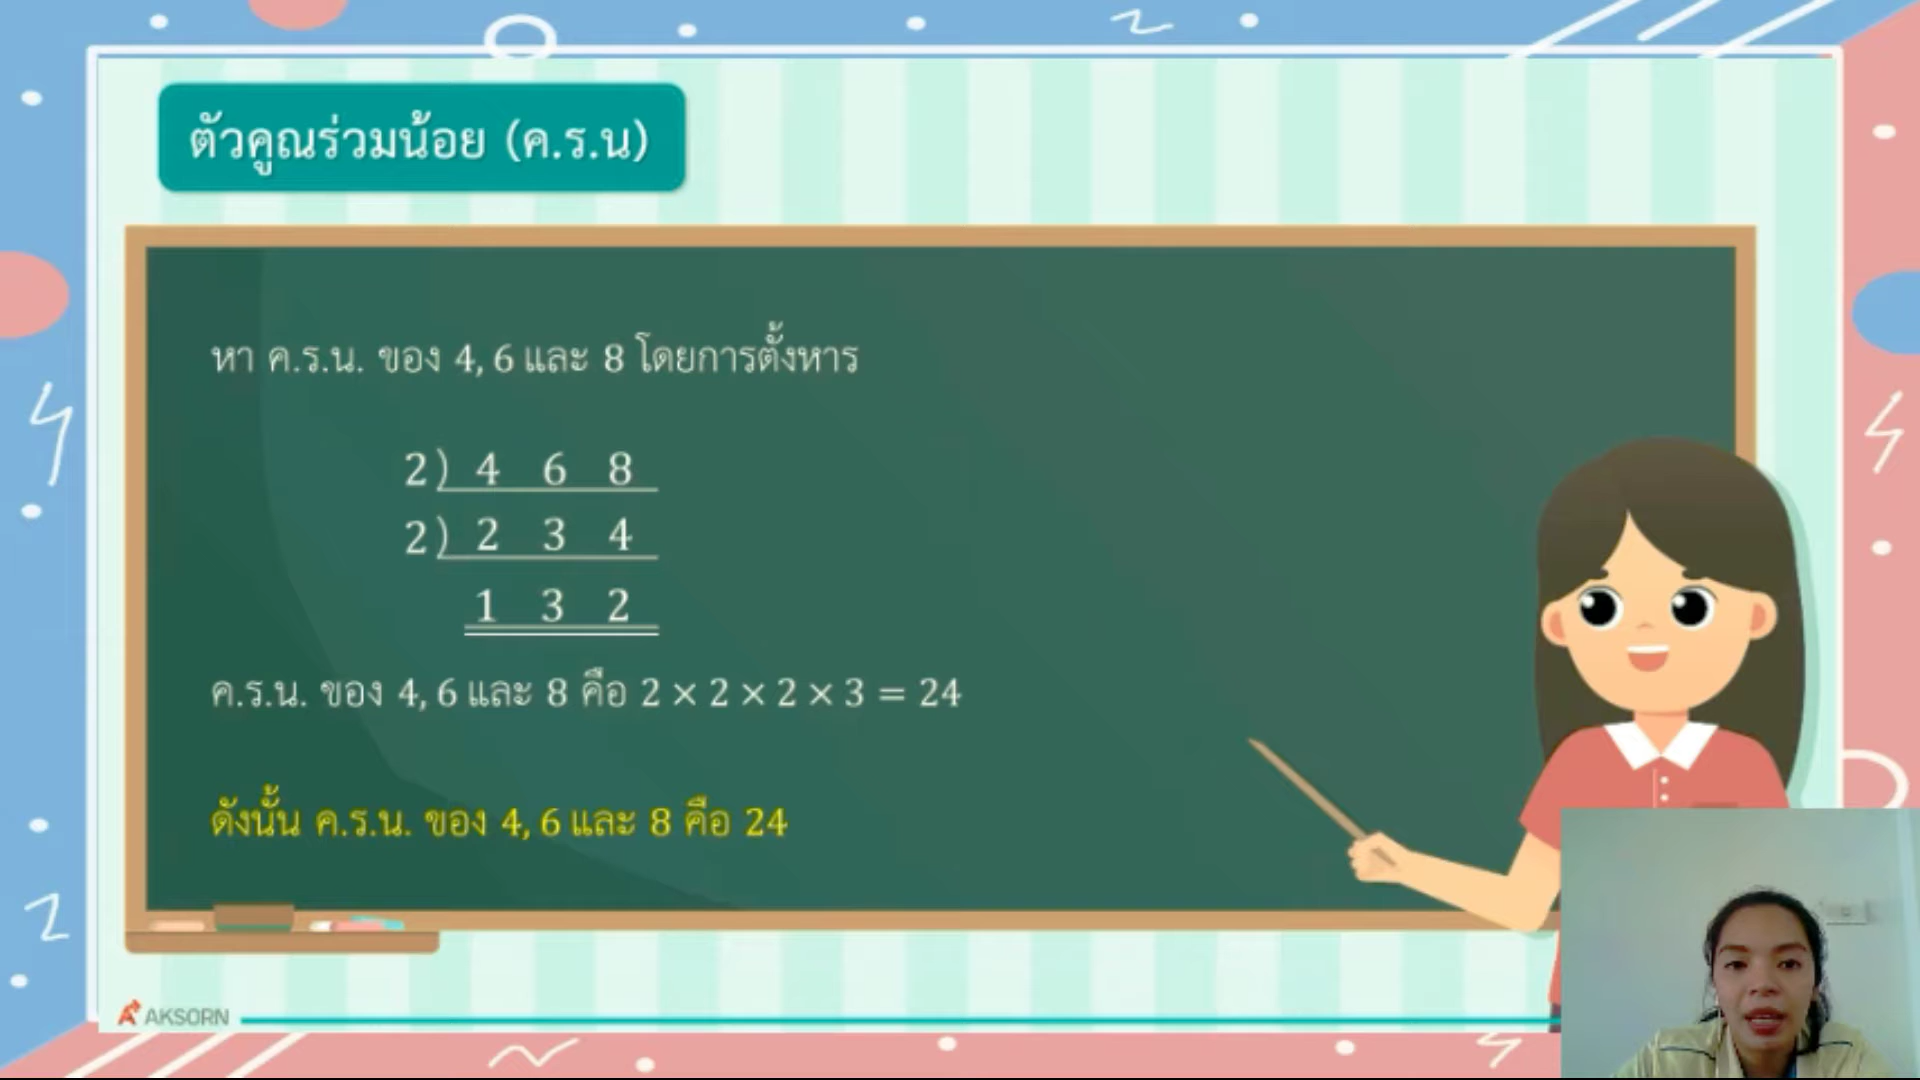 ตัวคูณร่วมน้อย (ค.ร.น)
หา ค.ร.น. ของ 4, 6 และ 8 โดยการตั้งหาร
2) 4 6 8
2) 2 3 4
1 3 2
ค.ร.น. ของ 4, 6 และ 8 คือ 2 × 2 × 2 × 3 = 24
ดังนั้น ค.ร.น. ของ 4, 6 และ 8 คือ 24
AKSORN